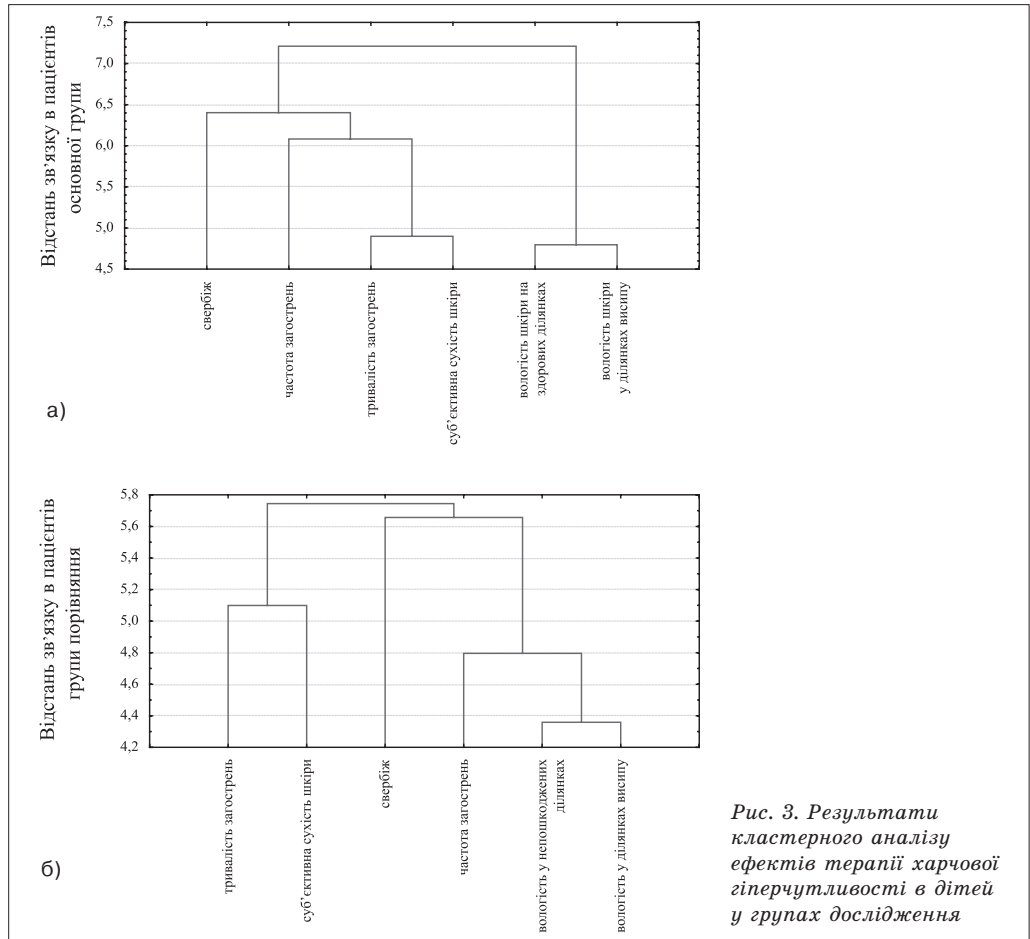 Відстань зв’язку в пацієнтів
основної групи
7,5
7,0
6,5
6,0
5,5
5,0
4,5
свербіж
частота загострень
тривалість загострень
суб’єктивна сухість шкіри
вологість шкіри на
здорових ділянках
вологість шкіри
у ділянках висипу
а)
Відстань зв’язку в пацієнтів
групи порівняння
5,8
5,6
5,4
5,2
5,0
4,8
4,6
4,4
4,2
тривалість загострень
суб’єктивна сухість шкіри
свербіж
частота загострень
вологість у непошкоджених
ділянках
вологість у ділянках висипу
б)
Рис. 3. Результати
кластерного аналізу
ефектів терапії харчової
гіперчутливості в дітей
у групах дослідження